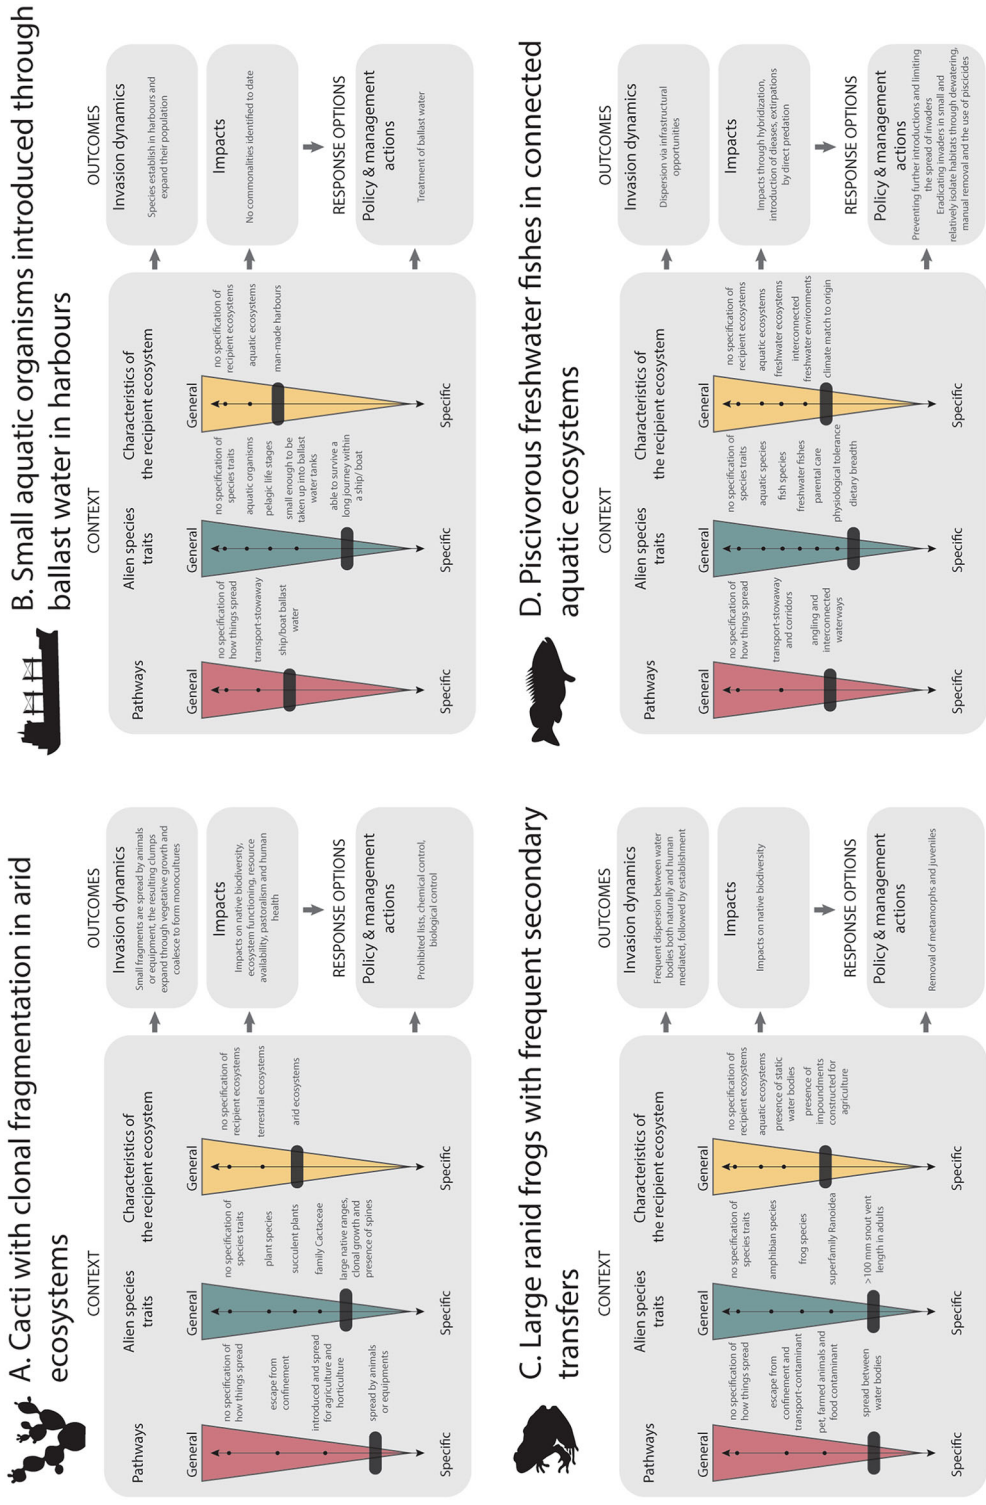 A. Cacti with clonal fragmentation in arid
ecosystems
CONTEXT
Pathways
General
no specification of
how things spread
escape from
confinement
introduced and spread
for agriculture and
horticulture
spread by animals
or equipments
Specific
Alien species
traits
General
no specification of
species traits
plant species
succulent plants
family Cactaceae
large native ranges,
clonal growth and
presence of spines
Specific
Characteristics of
the recipient ecosystem
General
no specification of
recipient ecosystems
terrestrial ecosystems
arid ecosystems
Specific
OUTCOMES
Invasion dynamics
Small fragments are spread by animals
or equipment, the resulting clumps
expand through vegetative growth and
coalesce to form monocultures
Impacts
Impacts on native biodiversity,
ecosystem functioning, resource
availability, pastoralism and human
health
RESPONSE OPTIONS
Policy & management
actions
Prohibited lists, chemical control,
biological control
B. Small aquatic organisms introduced through
ballast water in harbours
CONTEXT
Pathways
General
no specification of
how things spread
transport-stowaway
ship/boat ballast
water
Specific
Alien species
traits
General
no specification of
species traits
aquatic organisms
pelagic life stages
small enough to be
taken up into ballast
water tanks
able to survive a
long journey within
a ship/ boat
Specific
Characteristics of
the recipient ecosystem
General
no specification of
recipient ecosystems
aquatic ecosystems
man-made harbours
Specific
OUTCOMES
Invasion dynamics
Species establish in harbours and
expand their population
Impacts
No commonalities identified to date
RESPONSE OPTIONS
Policy & management
actions
Treatment of ballast water
C. Large ranid frogs with frequent secondary
transfers
CONTEXT
Pathways
General
no specification of
how things spread
escape from
confinement and
transport-contaminant
pet, farmed animals and
food contaminant
spread between
water bodies
Specific
Alien species
traits
General
no specification of
species traits
amphibian species
frog species
superfamily Ranoidea
>100 mm snout vent
length in adults
Specific
Characteristics of
the recipient ecosystem
General
no specification of
recipient ecosystems
aquatic ecosystems
presence of static
water bodies
presence of
impoundments
constructed for
agriculture
Specific
OUTCOMES
Invasion dynamics
Frequent dispersion between water
bodies both naturally and human
mediated, followed by establishment
Impacts
Impacts on native biodiversity
RESPONSE OPTIONS
Policy & management
actions
Removal of metamorphs and juveniles
D. Piscivorous freshwater fishes in connected
aquatic ecosystems
CONTEXT
Pathways
General
no specification of
how things spread
transport-stowaway
and corridors
angling and
interconnected
waterways
Specific
Alien species
traits
General
no specification of
species traits
aquatic species
fish species
freshwater fishes
parental care
physiological tolerance
dietary breadth
Specific
Characteristics of
the recipient ecosystem
General
no specification of
recipient ecosystems
aquatic ecosystems
freshwater ecosystems
interconnected
freshwater environments
climate match to origin
Specific
OUTCOMES
Invasion dynamics
Dispersion via infrastructural
opportunities
Impacts
Impacts through hybridization,
introduction of dieases, extirpations
by direct predation
RESPONSE OPTIONS
Policy & management
actions
Preventing further introductions and limiting
the spread of invaders
Eradicating invaders in small and
relatively isolate habitats through dewatering,
manual removal and the use of piscicides